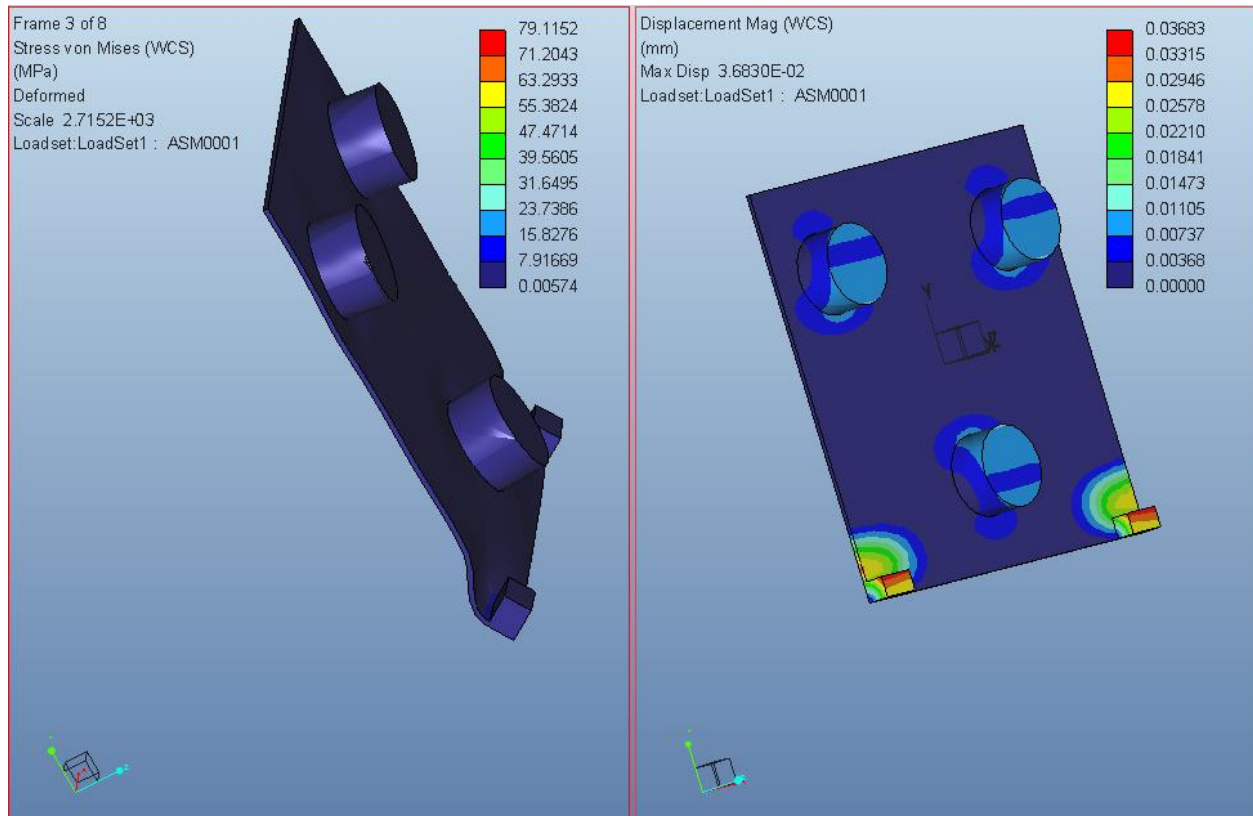 Frame 3 of 8
Stress von Mises (WCS)
(MPa)
Deformed
Scale 2.7152E+03
Loadset:LoadSet1 : ASM0001
79.1152
71.2043
63.2933
55.3824
47.4714
39.5605
31.6495
23.7386
15.8276
7.91669
0.00574
Displacement Mag (WCS)
(mm)
Max Disp 3.6830E-02
Loadset:LoadSet1 : ASM0001
0.03683
0.03315
0.02946
0.02578
0.02210
0.01841
0.01473
0.01105
0.00737
0.00368
0.00000
Y